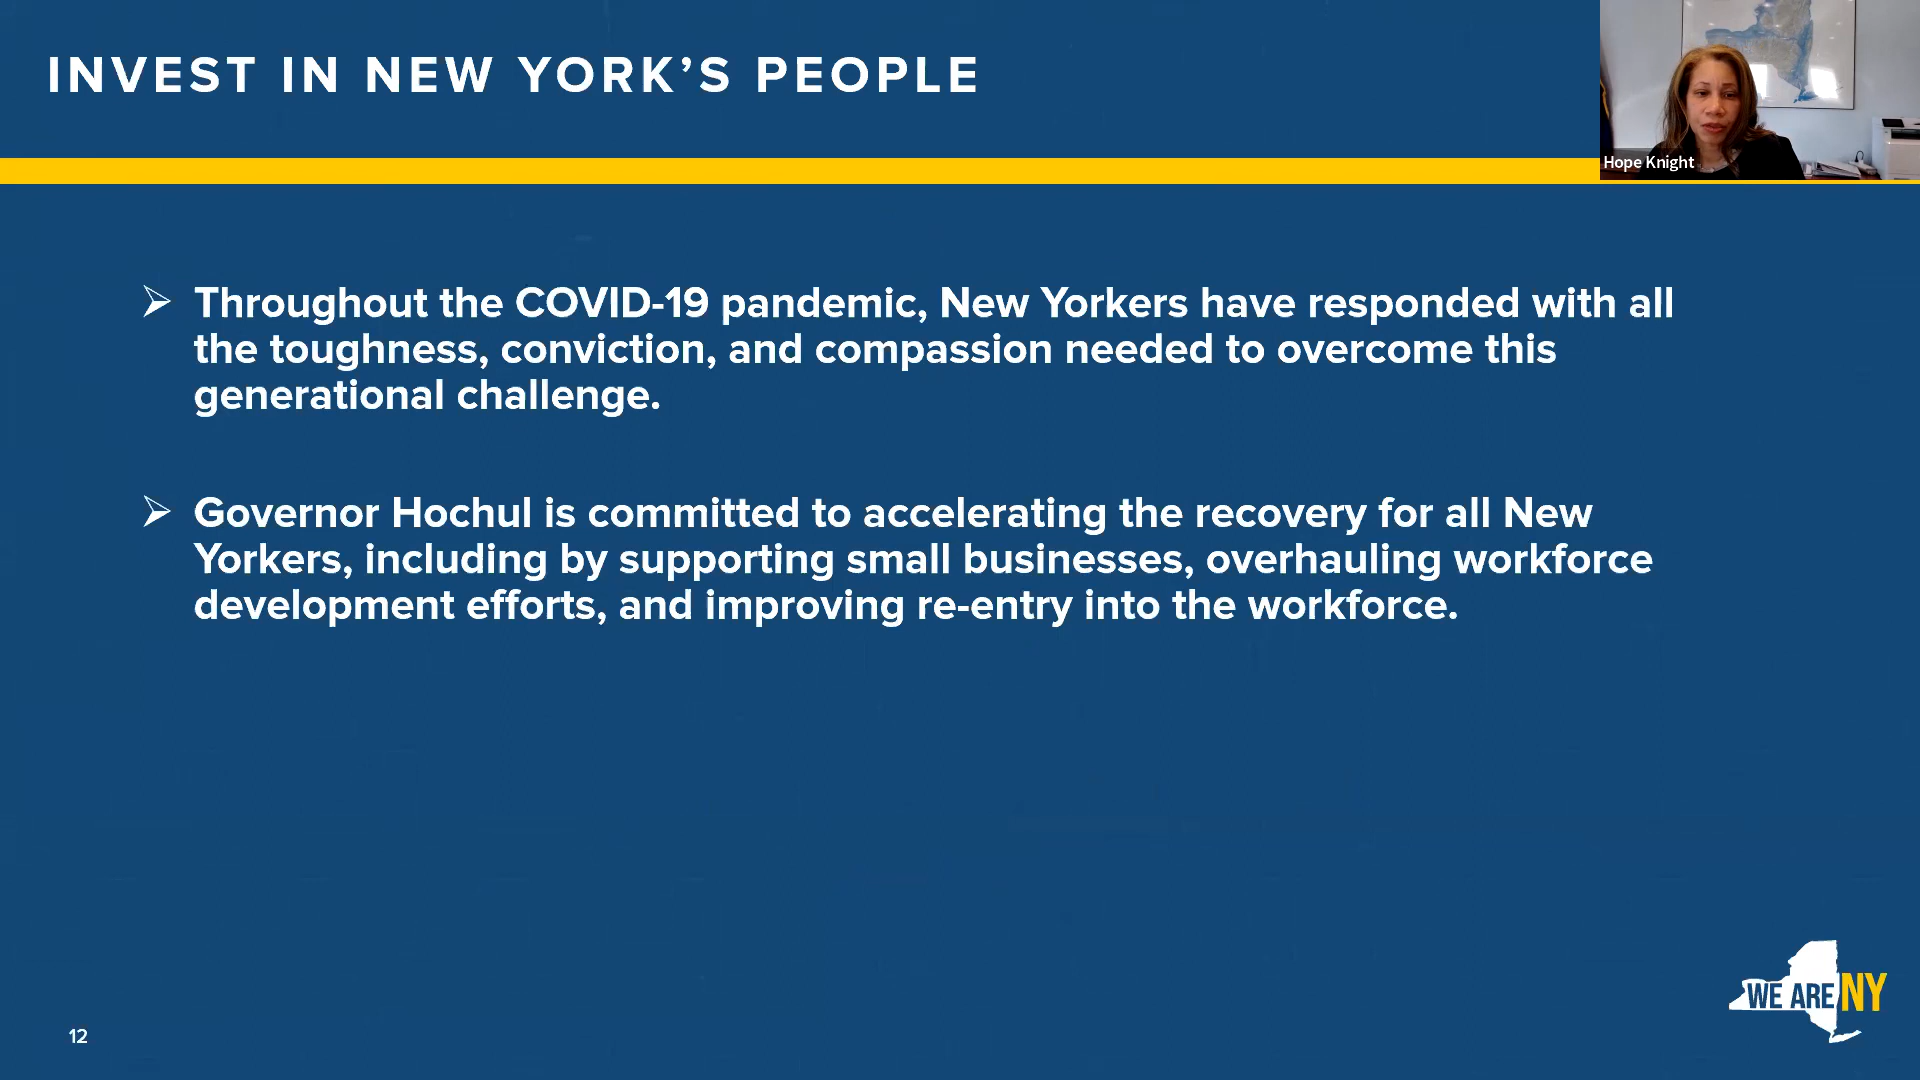 INVEST IN NEW YORK’S PEOPLE
Hope Knight
➢ Throughout the COVID-19 pandemic, New Yorkers have responded with all
the toughness, conviction, and compassion needed to overcome this
generational challenge.
➢ Governor Hochul is committed to accelerating the recovery for all New
Yorkers, including by supporting small businesses, overhauling workforce
development efforts, and improving re-entry into the workforce.
WE ARE NY
12